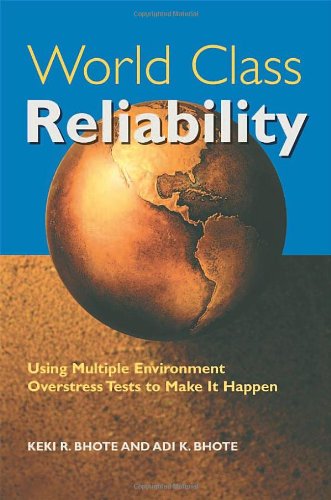 World Class
Reliability
Using Multiple Environment
Overstress Tests to Make It Happen
KEKI R. BHOTE AND ADI K. BHOTE